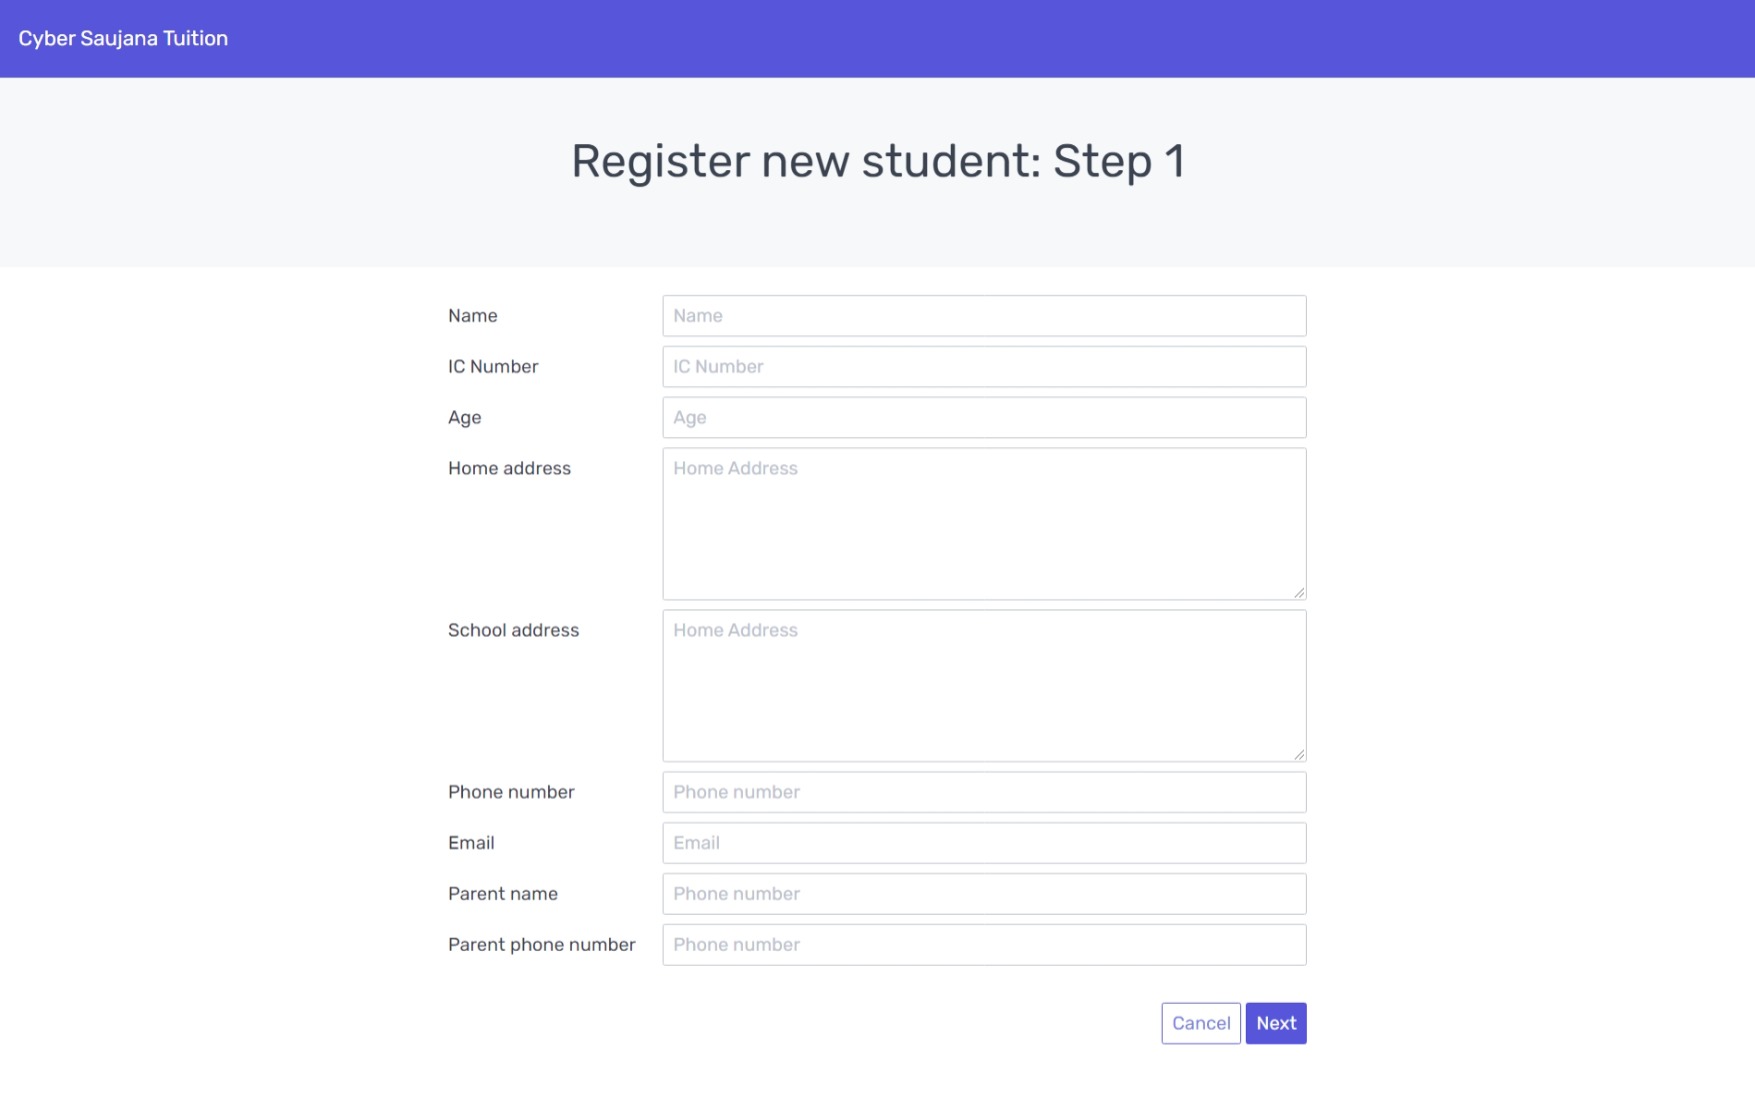 Cyber Saujana Tuition
Register new student: Step 1
Name Name
IC Number IC Number
Age Age
Home address Home Address
School address Home Address
Phone number Phone number
Email Email
Parent name Phone number
Parent phone number Phone number
Cancel Next